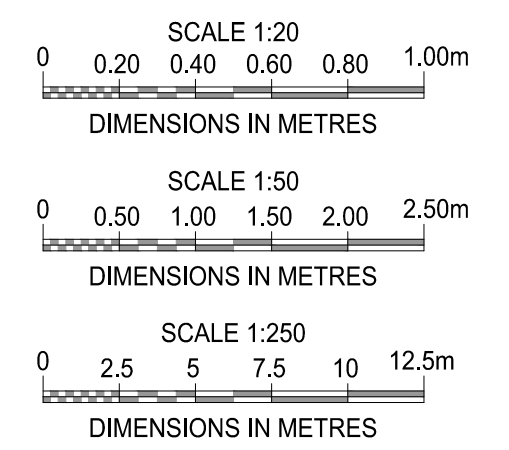 SCALE 1:20
0 0.20 0.40 0.60 0.80 1.00m
DIMENSIONS IN METRES
SCALE 1:50
0 0.50 1.00 1.50 2.00 2.50m
DIMENSIONS IN METRES
SCALE 1:250
0 2.5 5 7.5 10 12.5m
DIMENSIONS IN METRES